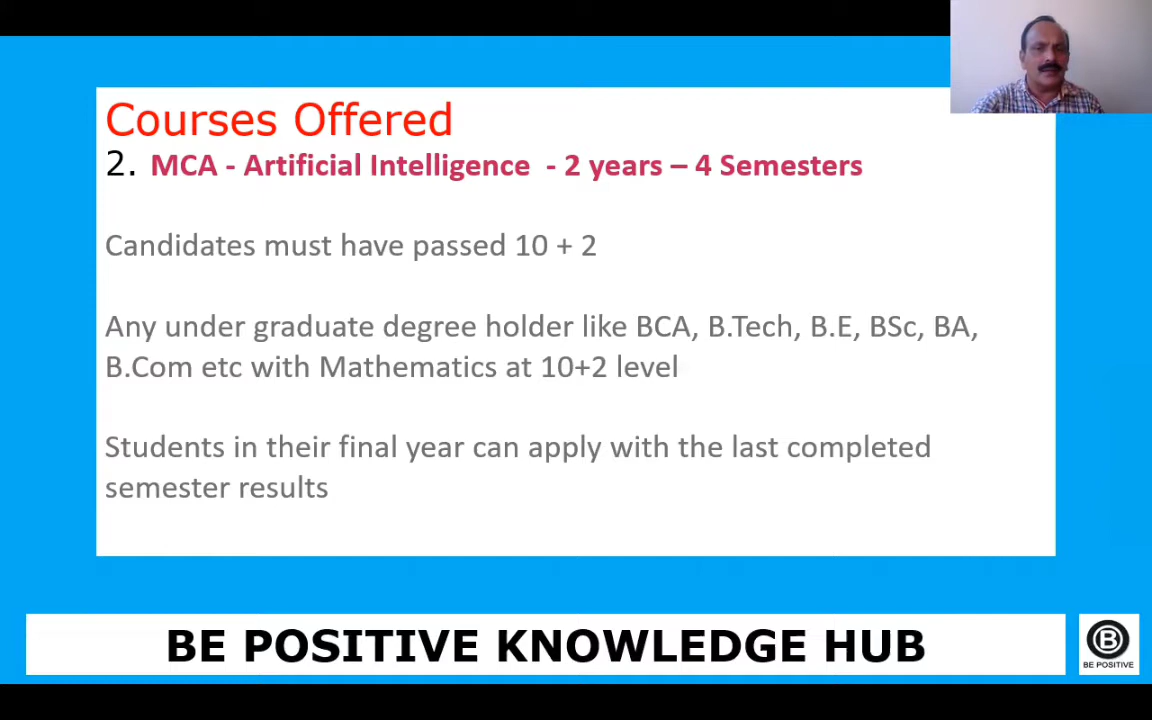 Courses Offered
2. MCA - Artificial Intelligence - 2 years – 4 Semesters
Candidates must have passed 10 + 2
Any under graduate degree holder like BCA, B.Tech, B.E, BSc, BA,
B.Com etc with Mathematics at 10+2 level
Students in their final year can apply with the last completed
semester results
BE POSITIVE KNOWLEDGE HUB
B
BE POSITIVE